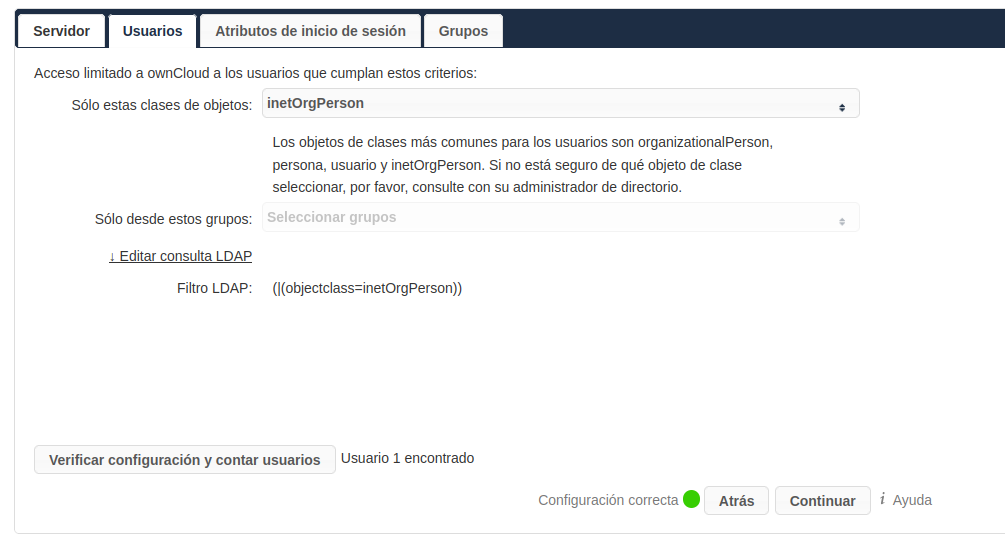 Servidor Usuarios Atributos de inicio de sesión Grupos
Acceso limitado a ownCloud a los usuarios que cumplan estos criterios:
Sólo estas clases de objetos: inetOrgPerson
Los objetos de clases más comunes para los usuarios son organizationalPerson,
persona, usuario y inetOrgPerson. Si no está seguro de qué objeto de clase
seleccionar, por favor, consulte con su administrador de directorio.
Sólo desde estos grupos: Seleccionar grupos
↓ Editar consulta LDAP
Filtro LDAP: (|(objectclass=inetOrgPerson))
Verificar configuración y contar usuarios Usuario 1 encontrado
Configuración correcta Atrás Continuar i Ayuda